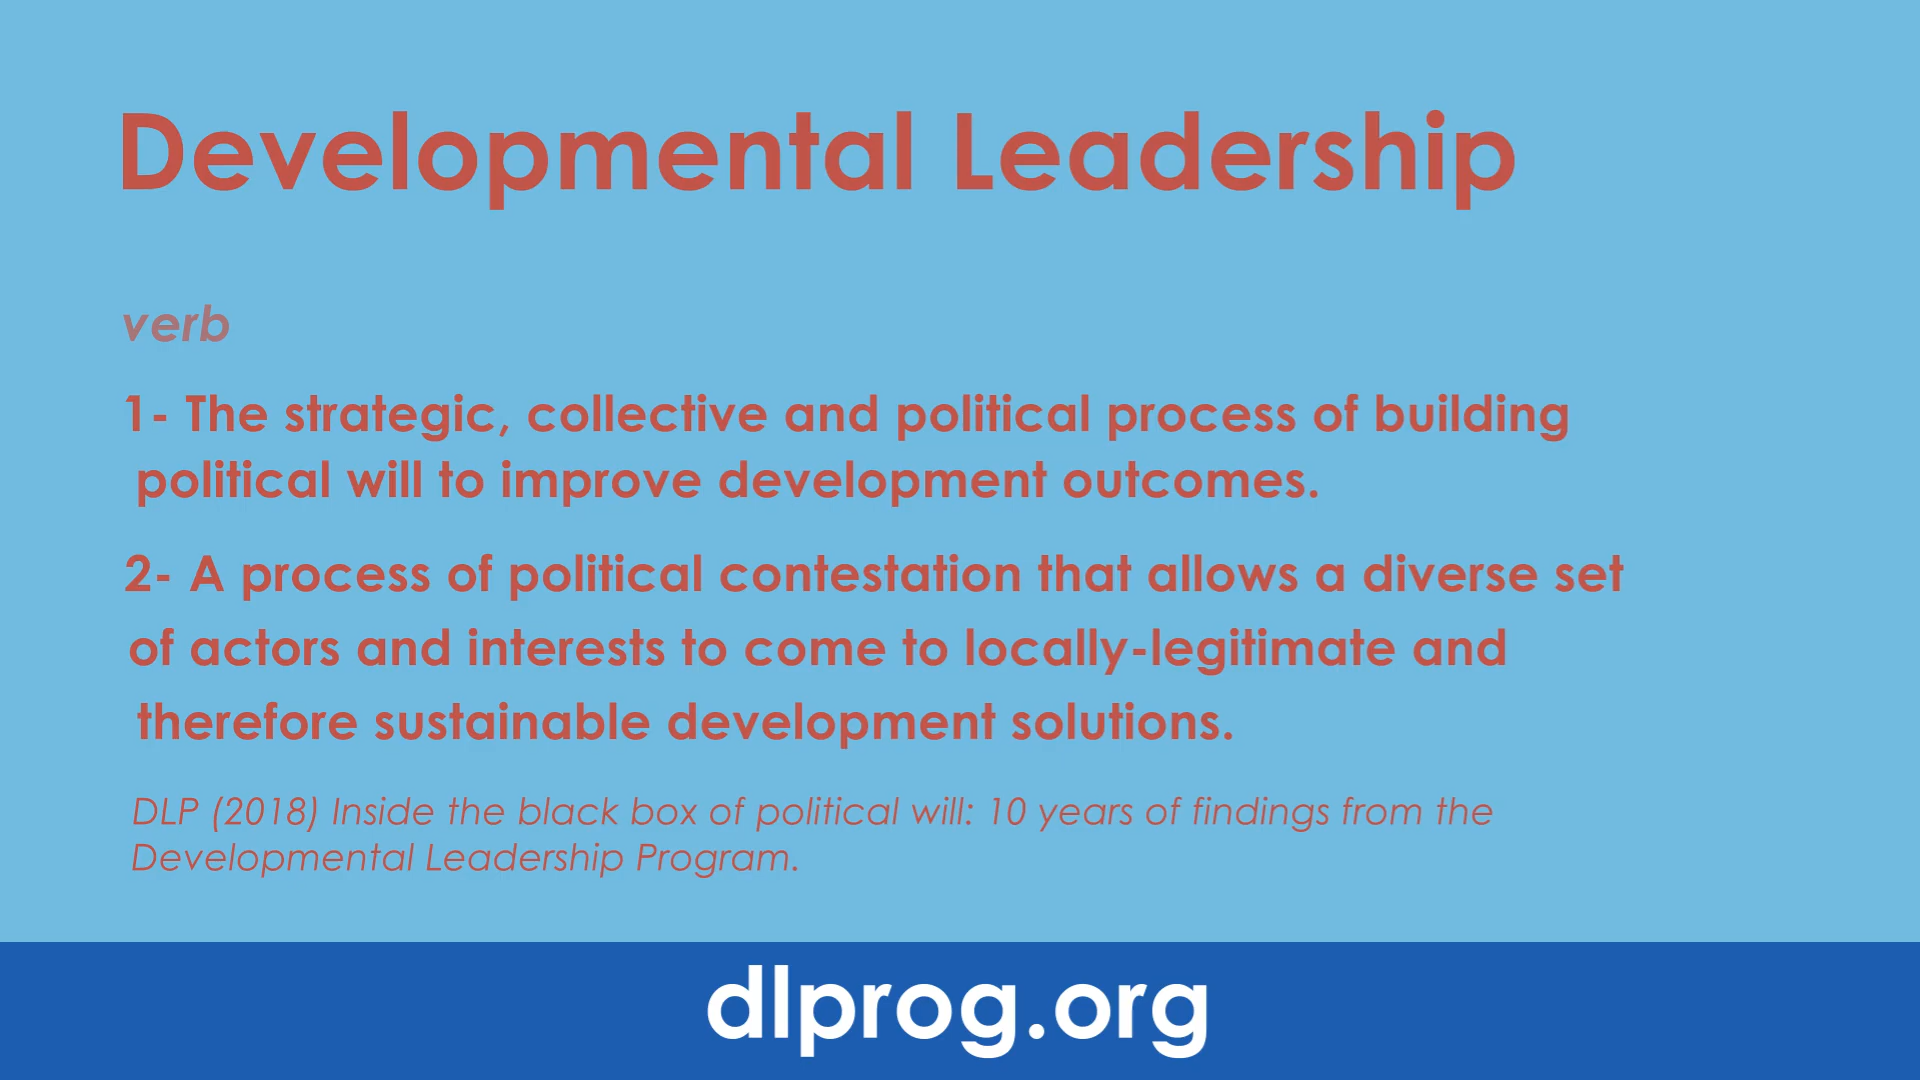 Developmental Leadership
verb
1- The strategic, collective and political process of building
political will to improve development outcomes.
2- A process of political contestation that allows a diverse set
of actors and interests to come to locally-legitimate and
therefore sustainable development solutions.
DLP (2018) Inside the black box of political will: 10 years of findings from the
Developmental Leadership Program.
dlprog.org